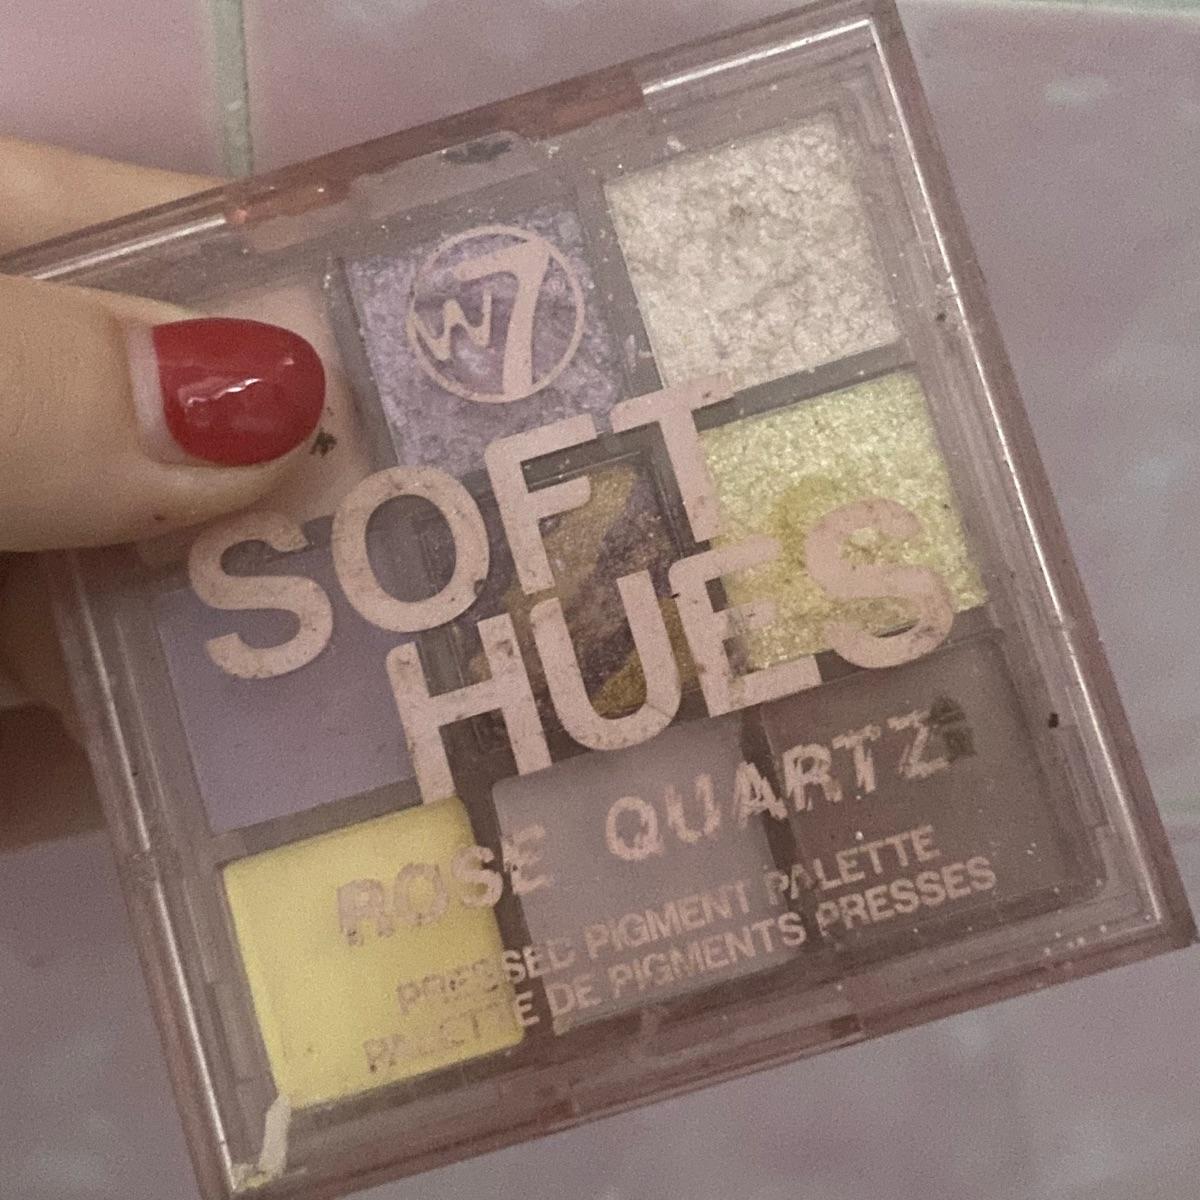 W7
SOFT
HUES
ROSE QUARTZ
PRESSED PIGMENT PALETTE
PALETTE DE PIGMENTS PRESSES